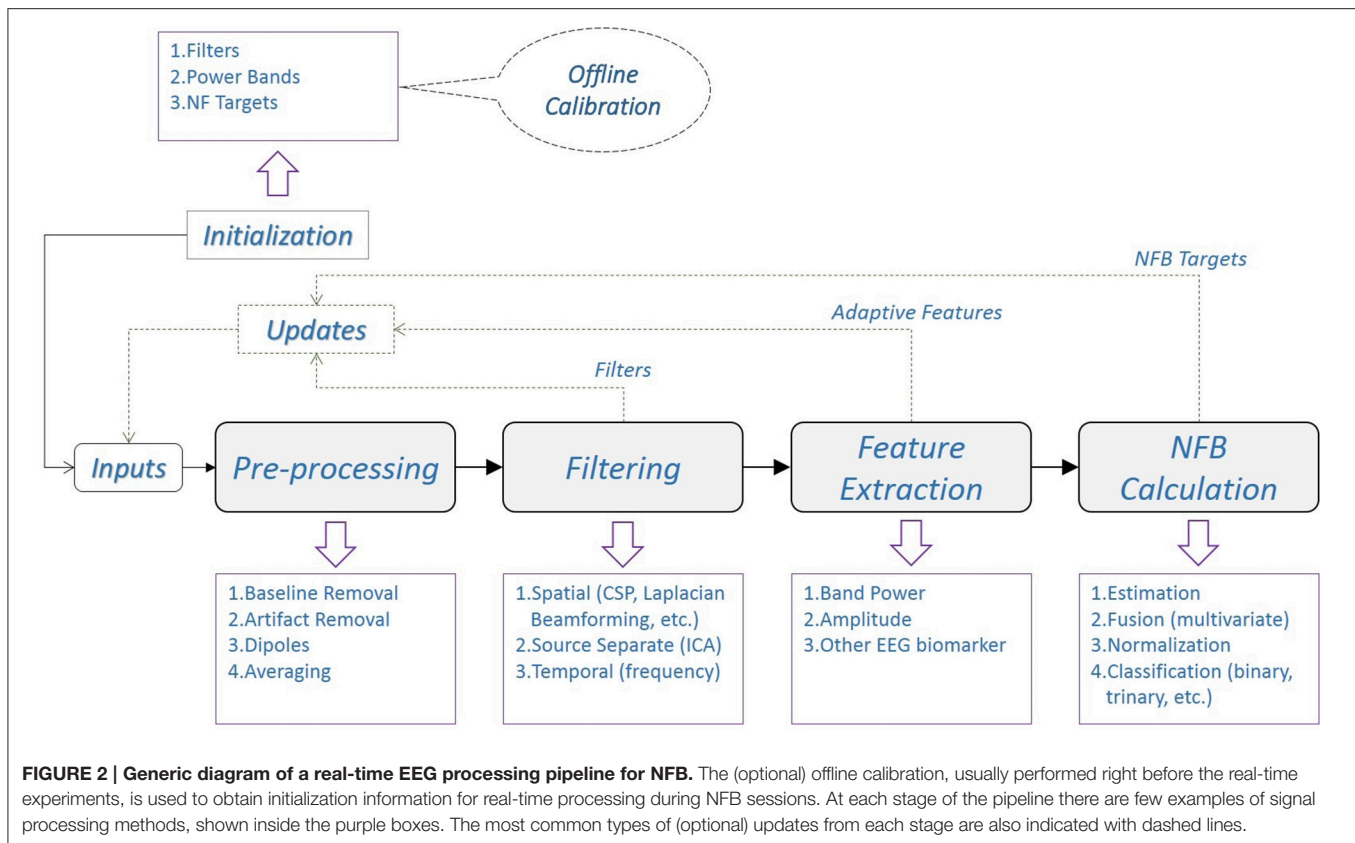 1.Filters
2.Power Bands
3.NF Targets
Offline
Calibration
Initialization
NFB Targets
Updates
Adaptive Features
Filters
Inputs
Pre-processing
Filtering
Feature
Extraction
NFB
Calculation
1.Baseline Removal
2.Artifact Removal
3.Dipoles
4.Averaging
1.Spatial (CSP, Laplacian
Beamforming, etc.)
2.Source Separate (ICA)
3.Temporal (frequency)
1.Band Power
2.Amplitude
3.Other EEG biomarker
1.Estimation
2.Fusion (multivariate)
3.Normalization
4.Classification (binary,
trinary, etc.)
FIGURE 2 | Generic diagram of a real-time EEG processing pipeline for NFB. The (optional) offline calibration, usually performed right before the real-time
experiments, is used to obtain initialization information for real-time processing during NFB sessions. At each stage of the pipeline there are few examples of signal
processing methods, shown inside the purple boxes. The most common types of (optional) updates from each stage are also indicated with dashed lines.